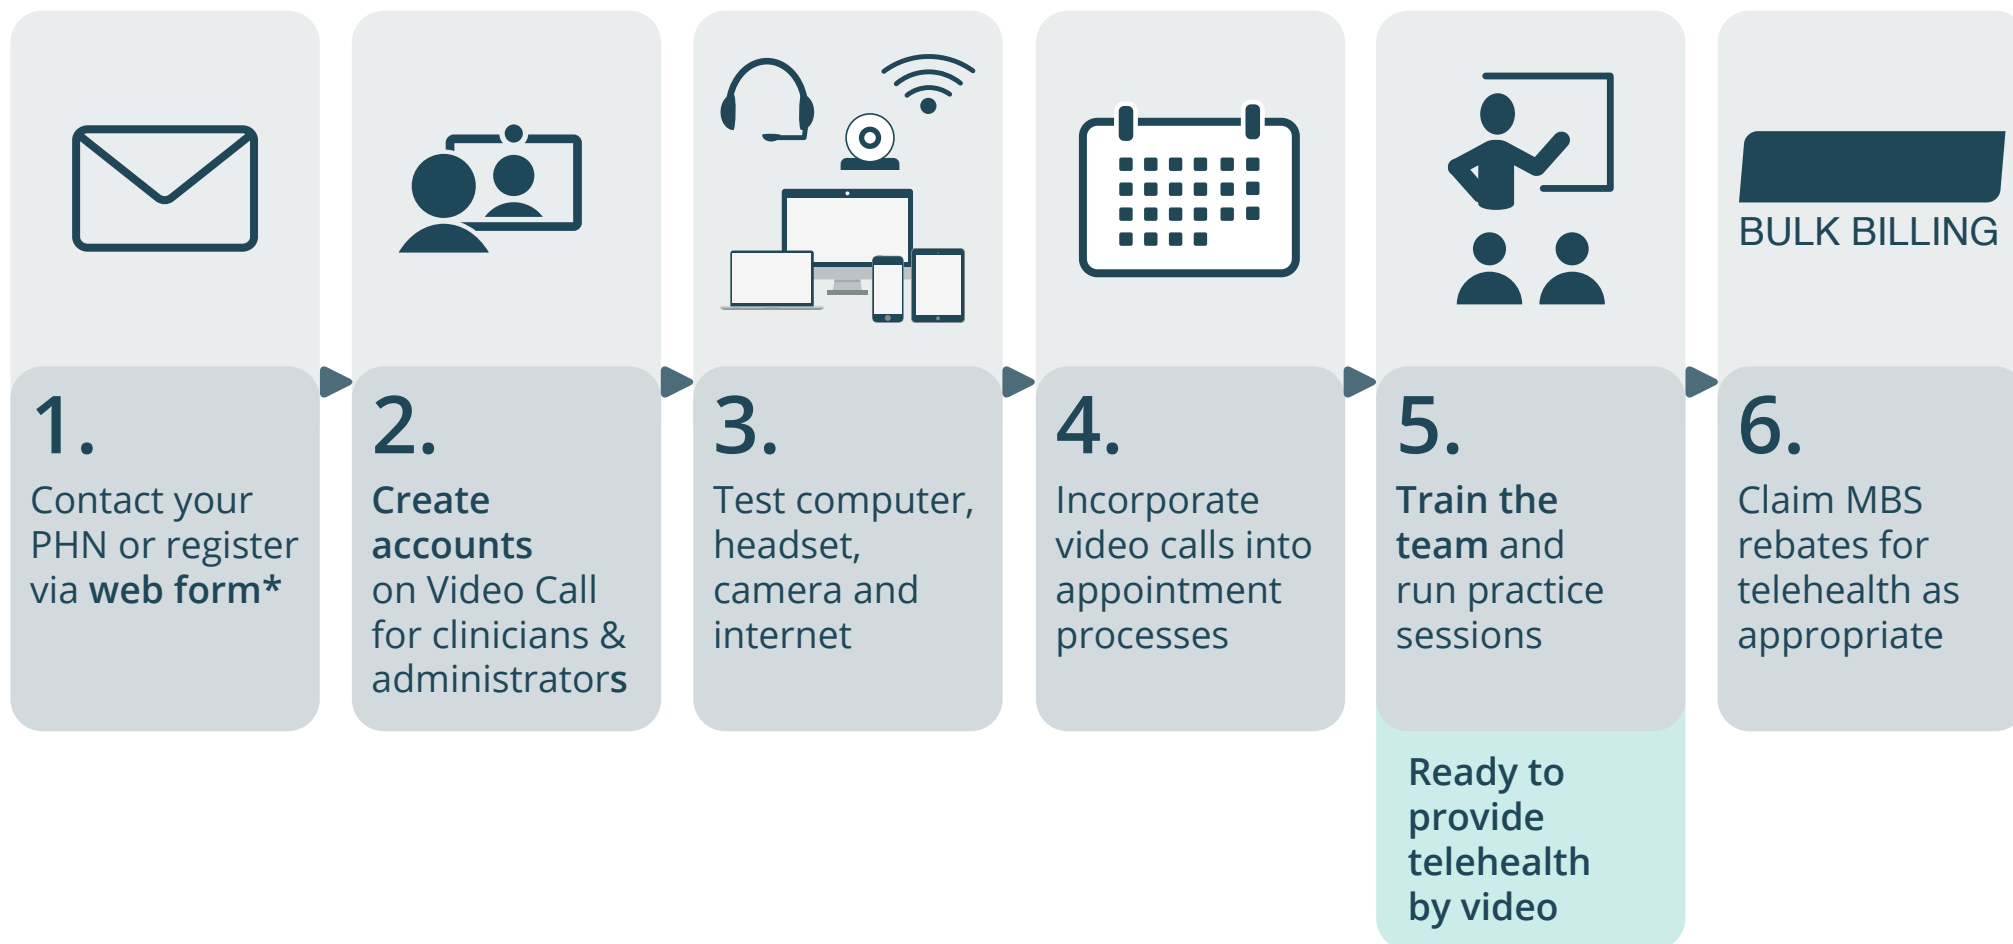 BULK BILLING
1.
Contact your
PHN or register
via web form*
2.
Create
accounts
on Video Call
for clinicians &
administrators
3.
Test computer,
headset,
camera and
internet
4.
Incorporate
video calls into
appointment
processes
5.
Train the
team and
run practice
sessions
Ready to
provide
telehealth
by video
6.
Claim MBS
rebates for
telehealth as
appropriate